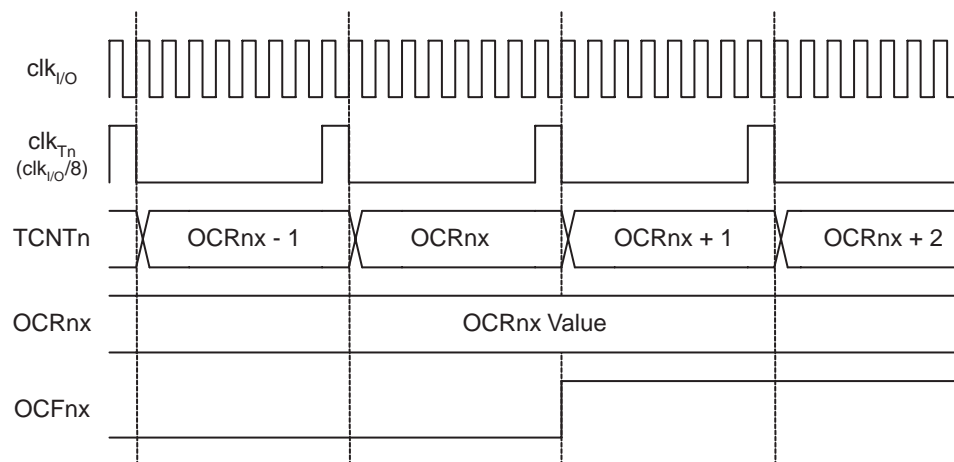 clkI/O
clkTn
(clkI/O/8)
TCNTn OCRnx - 1 OCRnx OCRnx + 1 OCRnx + 2
OCRnx OCRnx Value
OCFnx